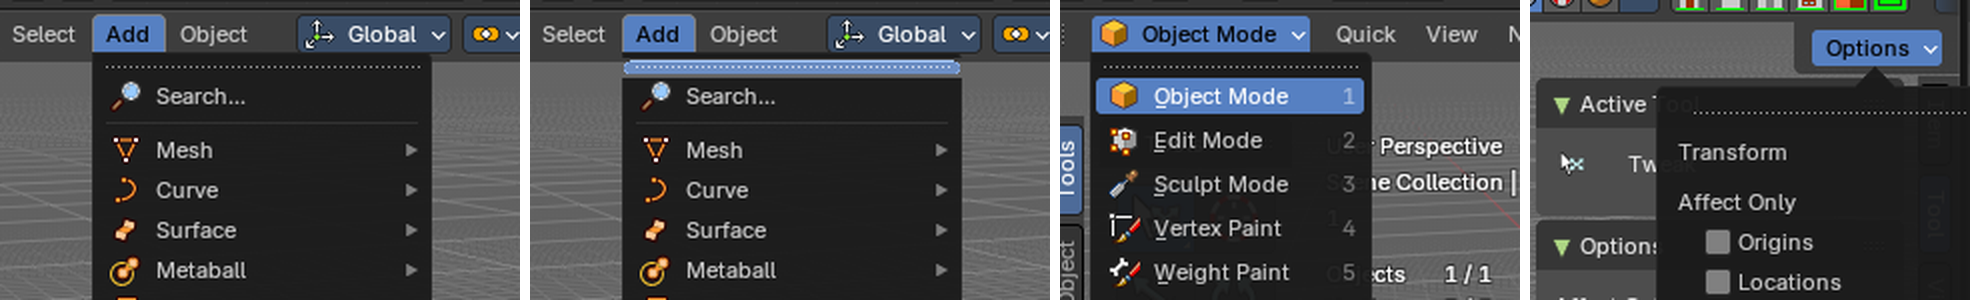 Select Add Object Global
Search...
Mesh
Curve
Surface
Metaball
Select Add Object Global
Search...
Mesh
Curve
Surface
Metaball
Object Mode Quick View
Object Mode 1
Edit Mode 2
Sculpt Mode 3
Vertex Paint 4
Weight Paint 5
Tools
Perspective
Collection |
1 / 1
Options
Active
Transform
Affect Only
Origins
Locations
Options